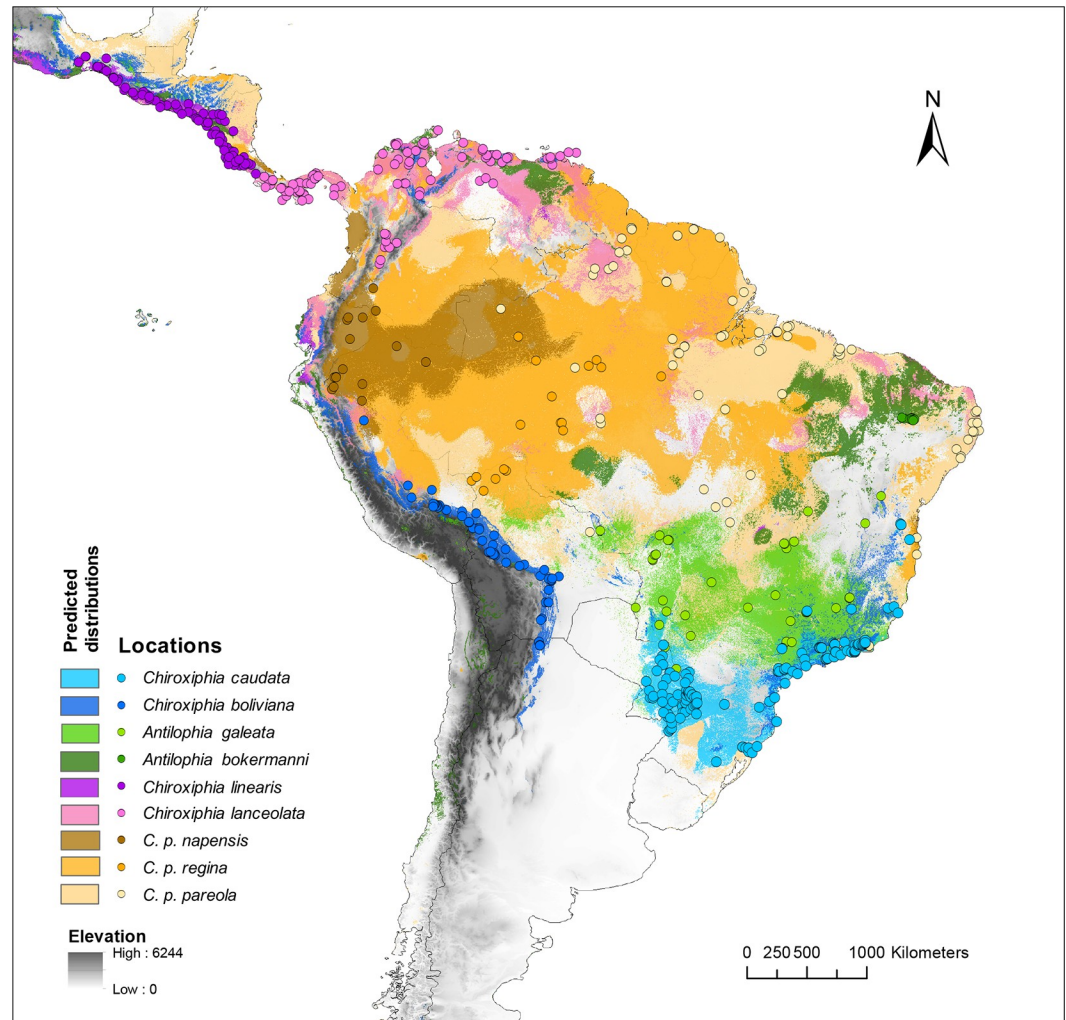 N
Predicted
distributions
Locations
Chiroxiphia caudata
Chiroxiphia boliviana
Antilophia galeata
Antilophia bokermanni
Chiroxiphia linearis
Chiroxiphia lanceolata
C. p. napensis
C. p. regina
C. p. pareola
Elevation
High : 6244
Low : 0
0 250 500 1000 Kilometers